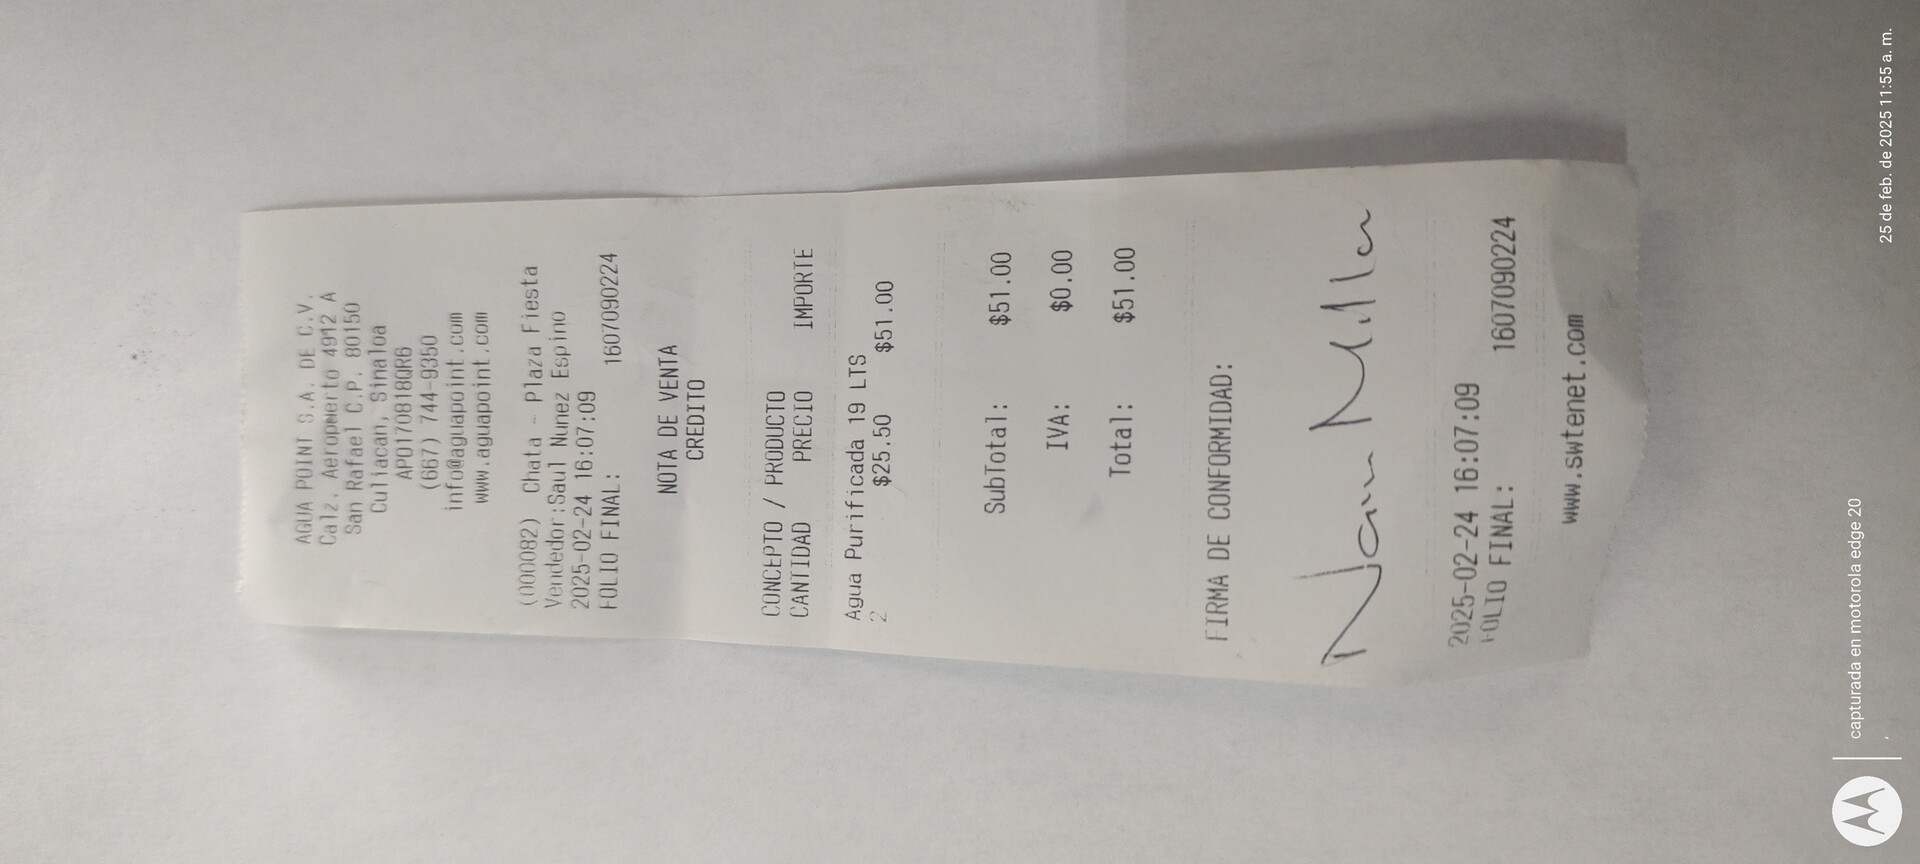 AGUA POINT S.A. DE C.V.
Calz. Aeropuerto 4912 A
San Rafael C.P. 80150
Culiacan, Sinaloa
APO170818QR6
(667) 744-9350
info@aguapoint.com
www.aguapoint.com
(000082) Chata - Plaza Fiesta
Vendedor:Saul Nunez Espino
2025-02-24 16:07:09
FOLIO FINAL: 1607090224
NOTA DE VENTA
CREDITO
CONCEPTO / PRODUCTO
CANTIDAD PRECIO IMPORTE
Agua Purificada 19 LTS
2 $25.50 $51.00
SubTotal: $51.00
IVA: $0.00
Total: $51.00
FIRMA DE CONFORMIDAD:
2025-02-24 16:07:09
FOLIO FINAL: 1607090224
www.swtenet.com
capturada en motorola edge 20
25 de feb. de 2025 11:55 a. m.